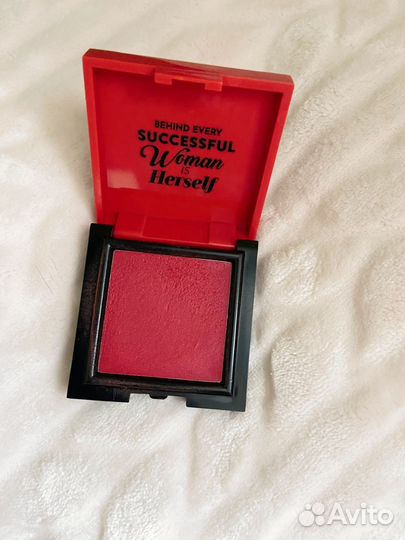 BEHIND EVERY
SUCCESSFUL
Woman
IS
Herself
Avito